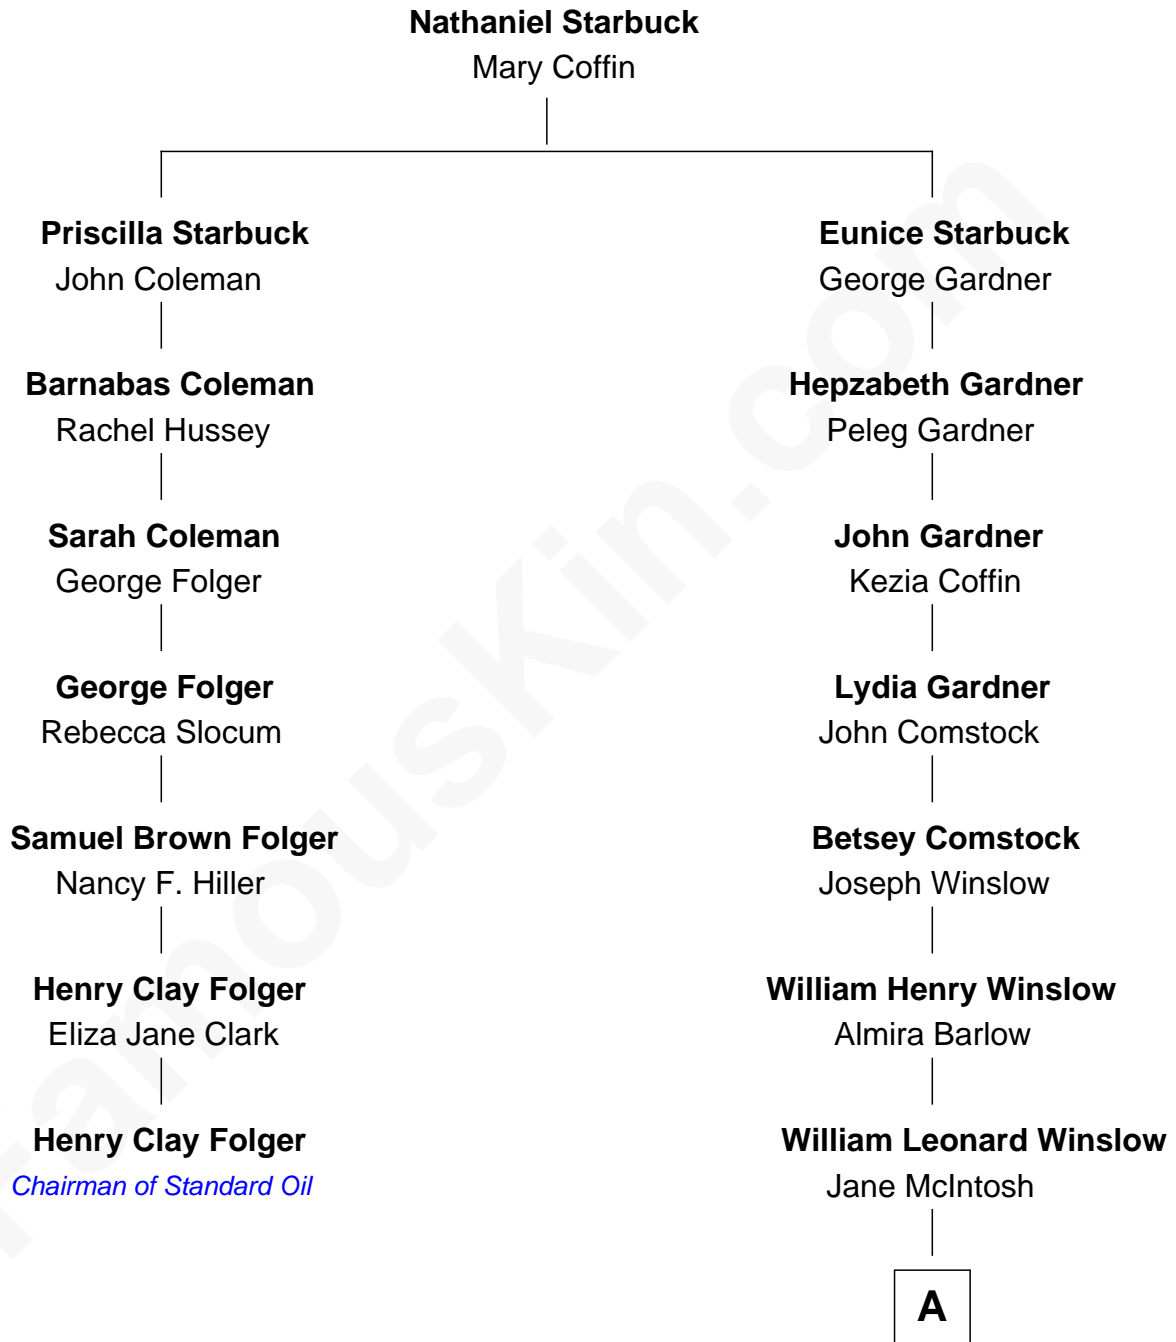 Nathaniel Starbuck
Mary Coffin
Priscilla Starbuck
John Coleman
Eunice Starbuck
George Gardner
Barnabas Coleman
Rachel Hussey
Hepzabeth Gardner
Peleg Gardner
Sarah Coleman
George Folger
John Gardner
Kezia Coffin
George Folger
Rebecca Slocum
Lydia Gardner
John Comstock
Samuel Brown Folger
Nancy F. Hiller
Betsey Comstock
Joseph Winslow
Henry Clay Folger
Eliza Jane Clark
William Henry Winslow
Almira Barlow
Henry Clay Folger
Chairman of Standard Oil
William Leonard Winslow
Jane McIntosh
A
FamousKin.com